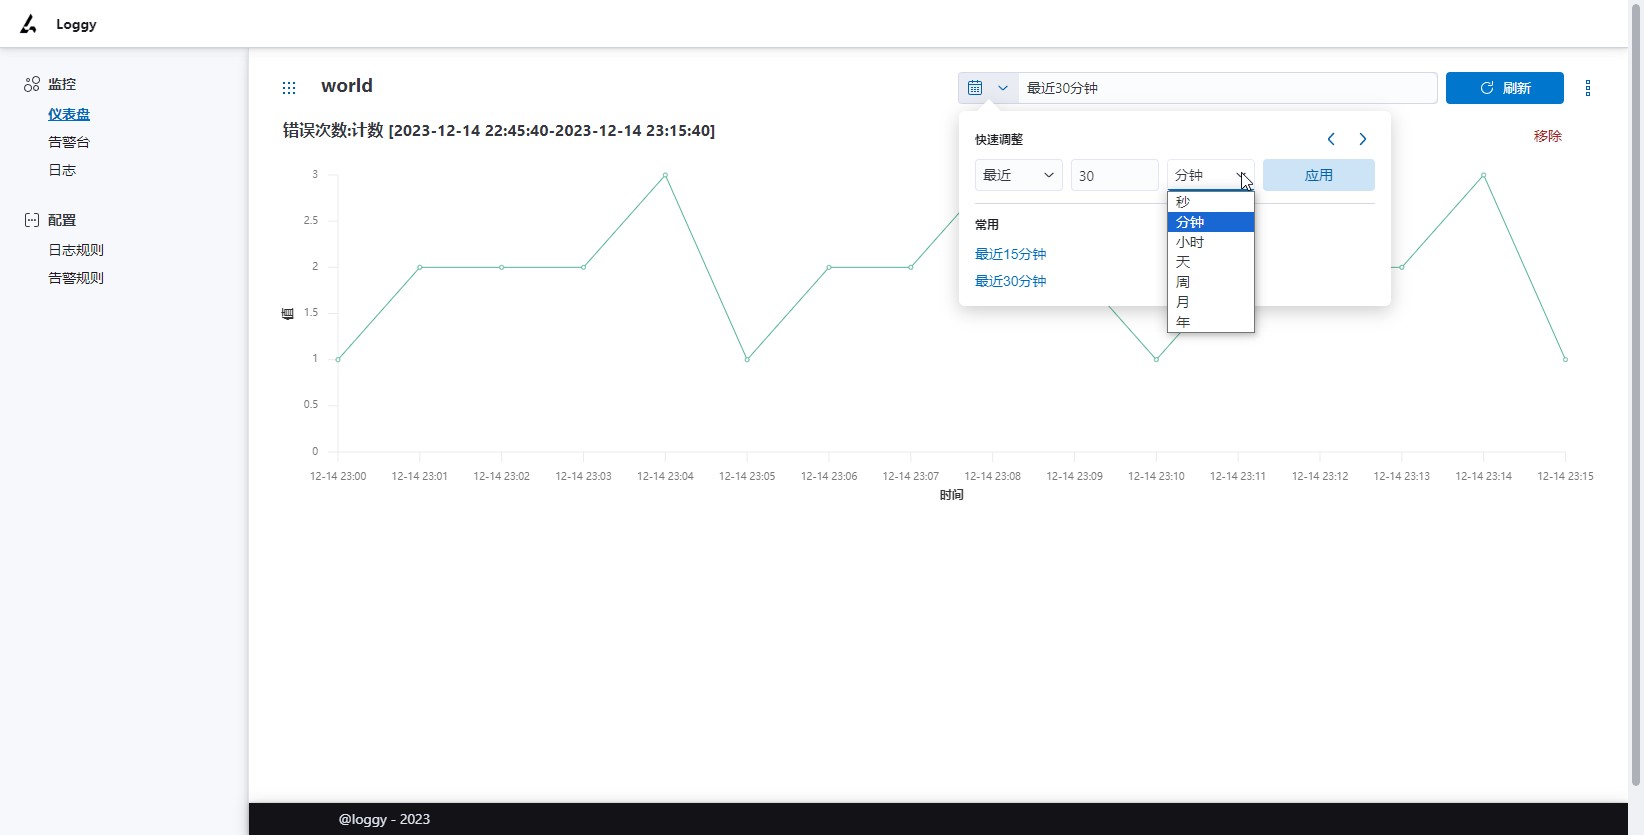 Loggy
监控
仪表盘
告警台
日志
配置
日志规则
告警规则
world
最近30分钟
刷新
错误次数:计数 [2023-12-14 22:45:40-2023-12-14 23:15:40]
移除
快速调整
最近
30
分钟
应用
秒
分钟
小时
天
周
月
年
常用
最近15分钟
最近30分钟
3
2.5
2
1.5
1
0.5
0
值
12-14 23:00
12-14 23:01
12-14 23:02
12-14 23:03
12-14 23:04
12-14 23:05
12-14 23:06
12-14 23:07
12-14 23:08
12-14 23:09
12-14 23:10
12-14 23:11
12-14 23:12
12-14 23:13
12-14 23:14
12-14 23:15
时间
@loggy - 2023